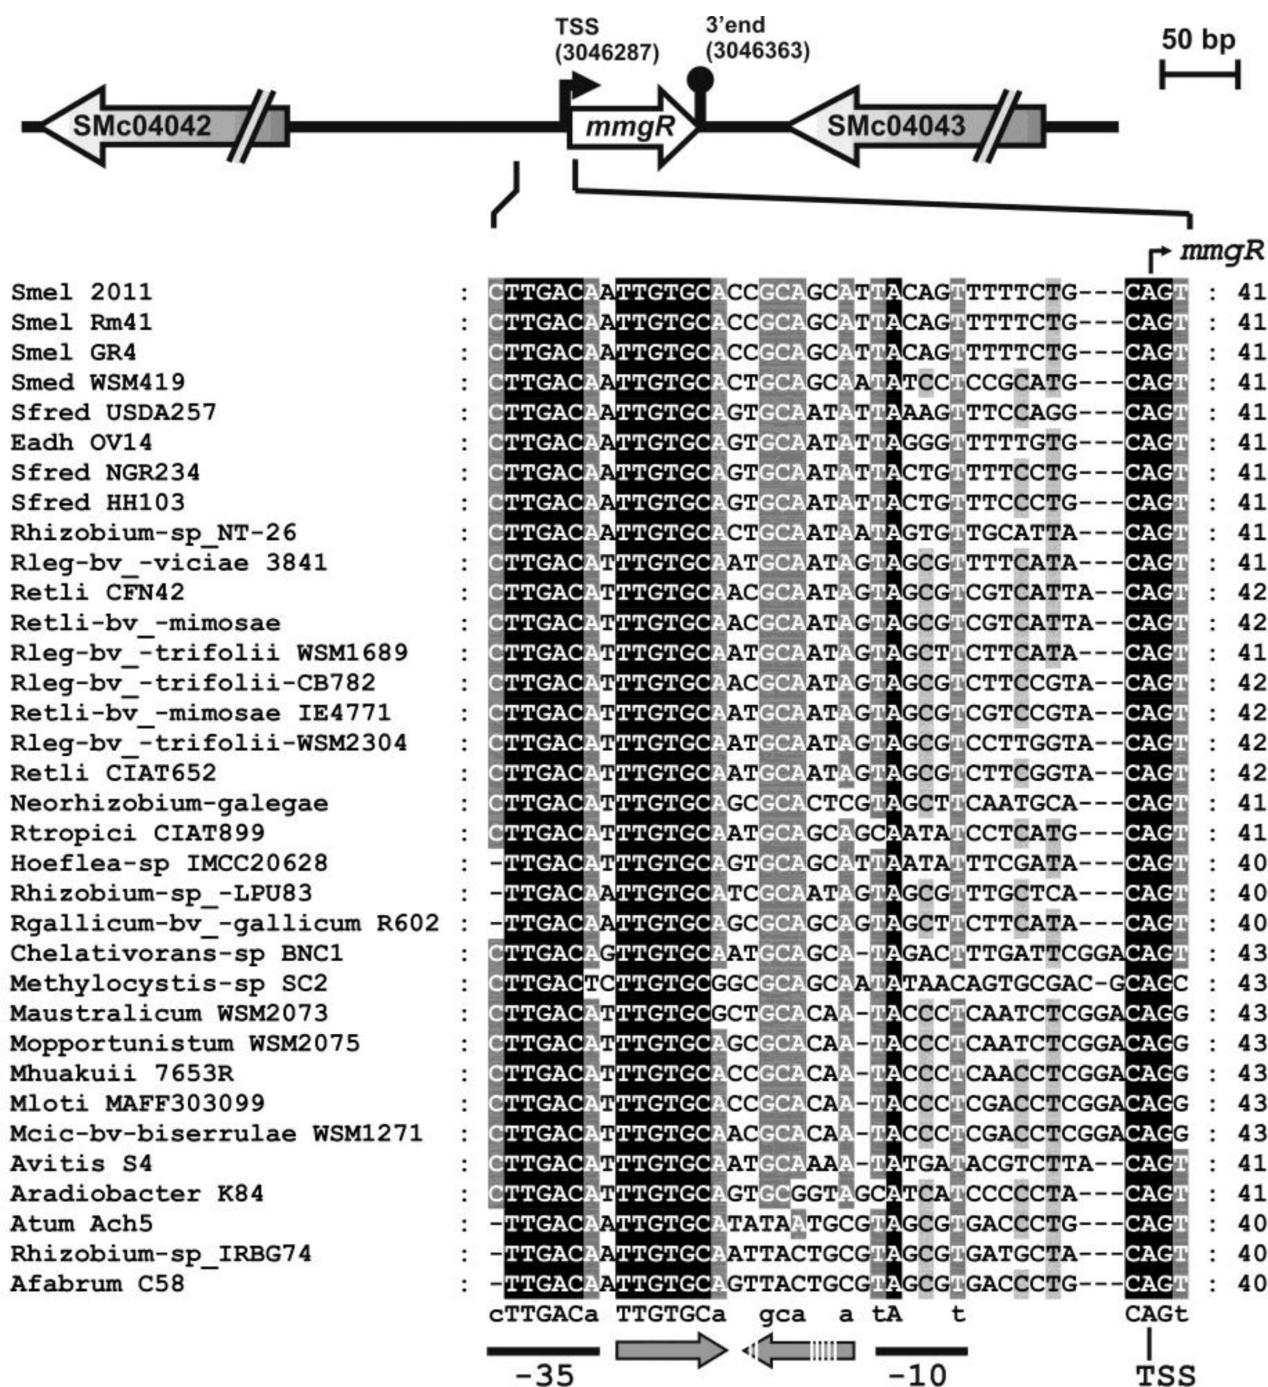 TSS
(3046287)
3'end
(3046363)
50 bp
SMc04042
mmgR
SMc04043
mmgR
Smel 2011 : CTTGACAATTGTGCACCGCAGCATTACAGTTTTTCTG---CAGT : 41
Smel Rm41 : CTTGACAATTGTGCACCGCAGCATTACAGTTTTTCTG---CAGT : 41
Smel GR4 : CTTGACAATTGTGCACCGCAGCATTACAGTTTTTCTG---CAGT : 41
Smed WSM419 : CTTGACAATTGTGCACTGCAGCAATATCCTCCGCATG---CAGT : 41
Sfred USDA257 : CTTGACAATTGTGCAGTGCAATATTAAAGTTTCCAGG---CAGT : 41
Eadh OV14 : CTTGACAATTGTGCAGTGCAATATTAGGGTTTTTGTG---CAGT : 41
Sfred NGR234 : CTTGACAATTGTGCAGTGCAATATTACTGTTTTCCTG---CAGT : 41
Sfred HH103 : CTTGACAATTGTGCAGTGCAATATTACTGTTTCCCTG---CAGT : 41
Rhizobium-sp_NT-26 : CTTGACAATTGTGCACTGCAATAATAGTGTTGCATTA---CAGT : 41
Rleg-bv_-viciae 3841 : CTTGACATTTGTGCAATGCAATAGTAGCGTTTTCATA---CAGT : 41
Retli CFN42 : CTTGACATTTGTGCAACGCAATAGTAGCGTCGTCATTA--CAGT : 42
Retli-bv_-mimosae : CTTGACATTTGTGCAACGCAATAGTAGCGTCGTCATTA--CAGT : 42
Rleg-bv_-trifolii WSM1689 : CTTGACATTTGTGCAATGCAATAGTAGCTTCTTCATA---CAGT : 41
Rleg-bv_-trifolii-CB782 : CTTGACATTTGTGCAACGCAATAGTAGCGTCTTCCGTA--CAGT : 42
Retli-bv_-mimosae IE4771 : CTTGACATTTGTGCAATGCAATAGTAGCGTCGTCCGTA--CAGT : 42
Rleg-bv_-trifolii-WSM2304 : CTTGACATTTGTGCAATGCAATAGTAGCGTCCTTGGTA--CAGT : 42
Retli CIAT652 : CTTGACATTTGTGCAATGCAATAGTAGCGTCTTCGGTA--CAGT : 42
Neorhizobium-galegae : CTTGACATTTGTGCAGCGCACTCGTAGCTTCAATGCA---CAGT : 41
Rtropici CIAT899 : CTTGACATTTGTGCAATGCAGCAGCAATATCCTCATG---CAGT : 41
Hoeflea-sp IMCC20628 : -TTGACATTTGTGCAGTGCAGCATTAATATTTCGATA---CAGT : 40
Rhizobium-sp_-LPU83 : -TTGACAATTGTGCATCGCAATAGTAGCGTTTGCTCA---CAGT : 40
Rgallicum-bv_-gallicum R602 : -TTGACAATTGTGCAGCGCAGCAGTAGCTTCTTCATA---CAGT : 40
Chelativorans-sp BNC1 : CTTGACAGTTGTGCAATGCAGCA-TAGACTTTGATTCGGACAGT : 43
Methylocystis-sp SC2 : CTTGACTCTTGTGCGGCGCAGCAATATAACAGTGCGAC-GCAGC : 43
Maustralicum WSM2073 : CTTGACATTTGTGCGCTGCACAA-TACCCTCAATCTCGGACAGG : 43
Mopportunistum WSM2075 : CTTGACATTTGTGCAGCGCACAA-TACCCTCAATCTCGGACAGG : 43
Mhuakuii 7653R : CTTGACATTTGTGCACCGCACAA-TACCCTCAACCTCGGACAGG : 43
Mloti MAFF303099 : CTTGACATTTGTGCACCGCACAA-TACCCTCGACCTCGGACAGG : 43
Mcic-bv-biserrulae WSM1271 : CTTGACATTTGTGCAACGCACAA-TACCCTCGACCTCGGACAGG : 43
Avitis S4 : CTTGACATTTGTGCAATGCAAAA-TATGATACGTCTTA--CAGT : 41
Aradiobacter K84 : CTTGACATTTGTGCAGTGCGGTAGCATCATCCCCCTA---CAGT : 41
Atum Ach5 : -TTGACAATTGTGCATATAATGCGTAGCGTGACCCTG---CAGT : 40
Rhizobium-sp_IRBG74 : -TTGACAATTGTGCAATTACTGCGTAGCGTGATGCTA---CAGT : 40
Afabrum C58 : -TTGACAATTGTGCAGTTACTGCGTAGCGTGACCCTG---CAGT : 40
cTTGACa TTGTGCa gca a tA t CAGt
-35 -10 TSS